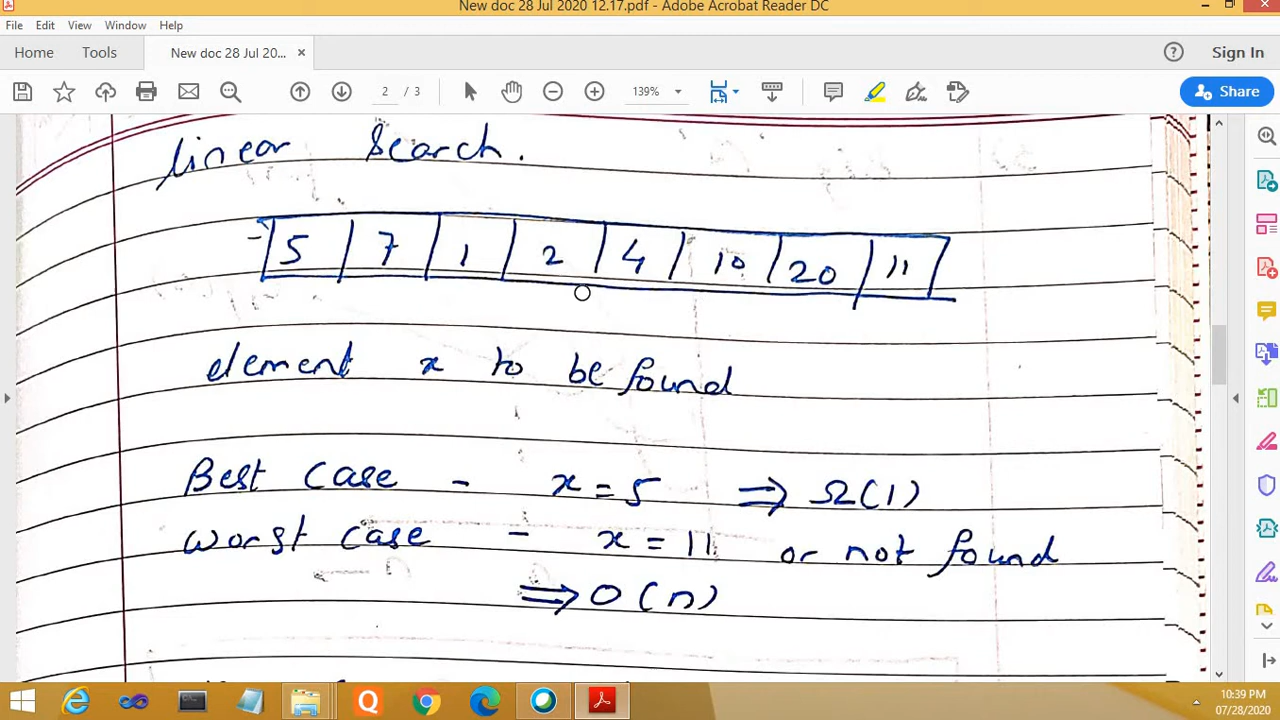 New doc 28 Jul 2020 12.17.pdf - Adobe Acrobat Reader DC
File Edit View Window Help
Home Tools New doc 28 Jul 20... × Sign In
2 / 3 139% Share
linear Search.
5 7 1 2 4 10 20 11
element x to be found
Best Case - x = 5 ⇒ Ω(1)
worst case - x = 11 or not found
⇒ O(n)
10:39 PM
07/28/2020